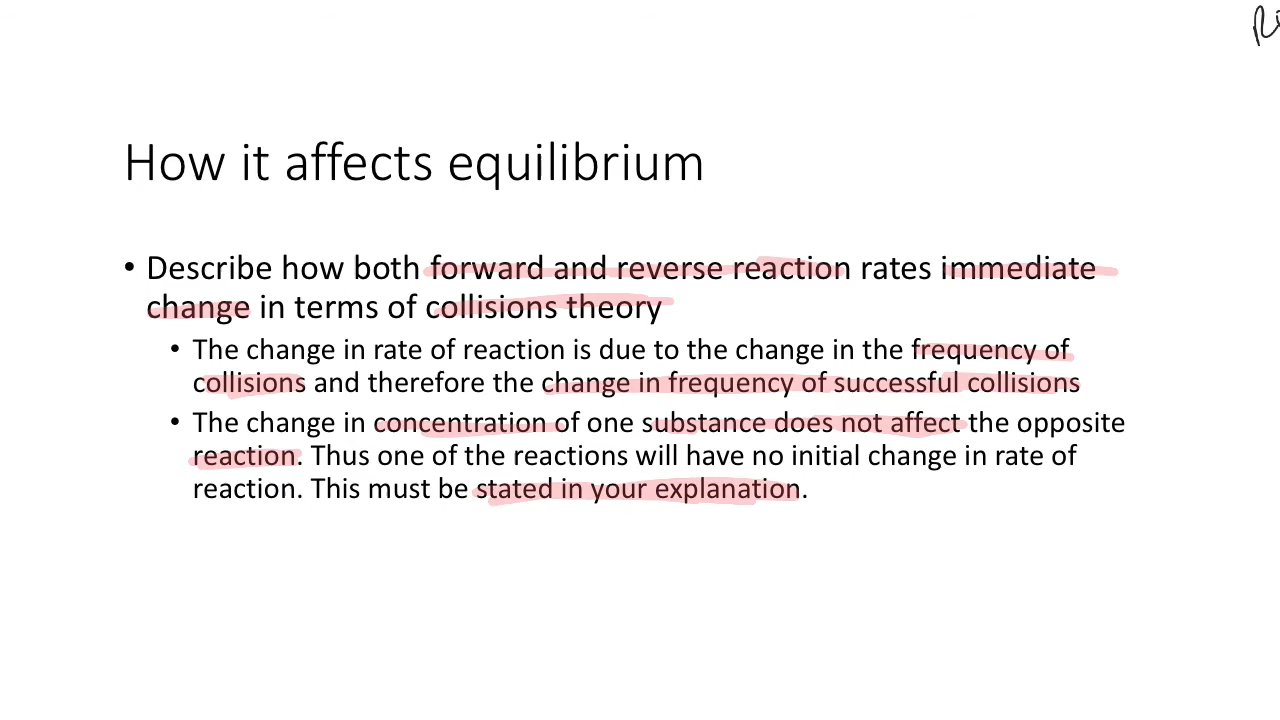 How it affects equilibrium
• Describe how both forward and reverse reaction rates immediate
change in terms of collisions theory
• The change in rate of reaction is due to the change in the frequency of
collisions and therefore the change in frequency of successful collisions
• The change in concentration of one substance does not affect the opposite
reaction. Thus one of the reactions will have no initial change in rate of
reaction. This must be stated in your explanation.